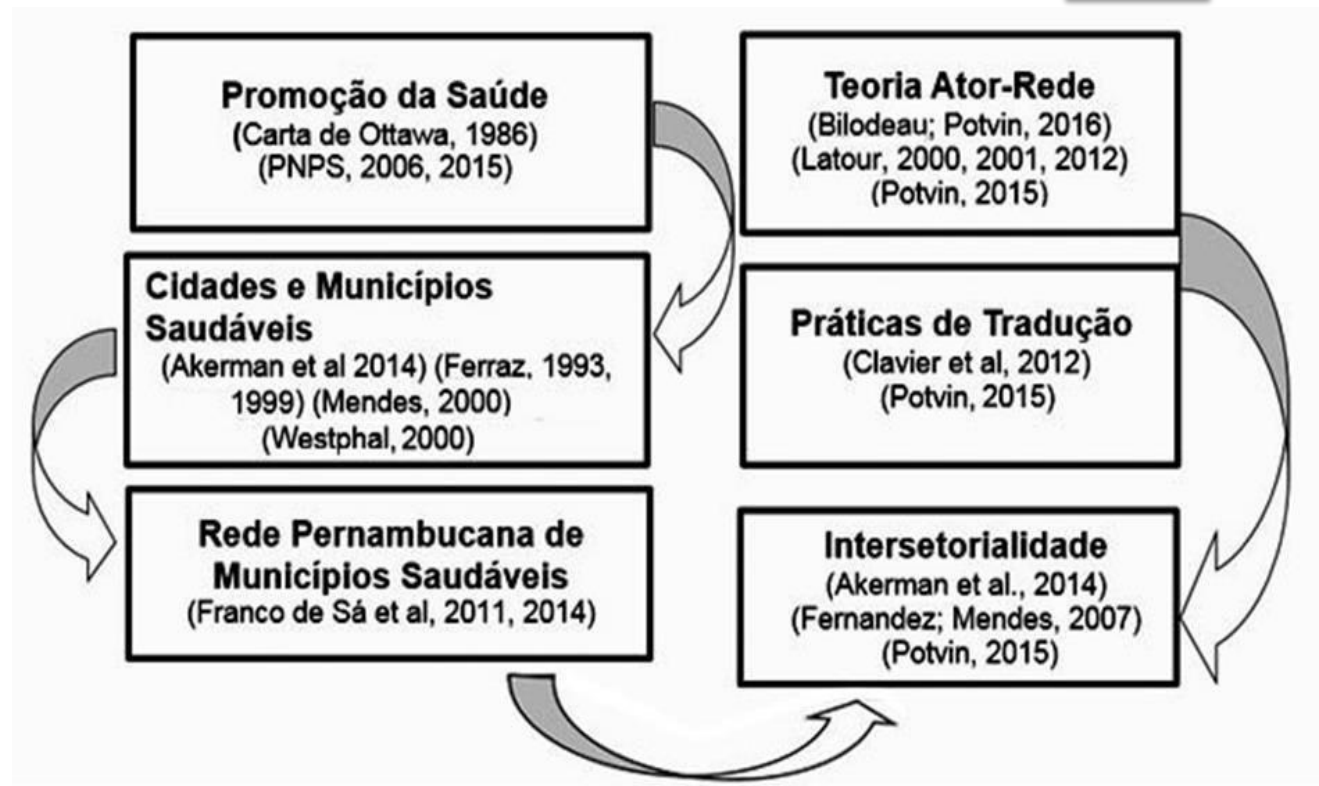 Promoção da Saúde
(Carta de Ottawa, 1986)
(PNPS, 2006, 2015)
Cidades e Municípios
Saudáveis
(Akerman et al 2014) (Ferraz, 1993,
1999) (Mendes, 2000)
(Westphal, 2000)
Rede Pernambucana de
Municípios Saudáveis
(Franco de Sá et al, 2011, 2014)
Teoria Ator-Rede
(Bilodeau; Potvin, 2016)
(Latour, 2000, 2001, 2012)
(Potvin, 2015)
Práticas de Tradução
(Clavier et al, 2012)
(Potvin, 2015)
Intersetorialidade
(Akerman et al., 2014)
(Fernandez; Mendes, 2007)
(Potvin, 2015)